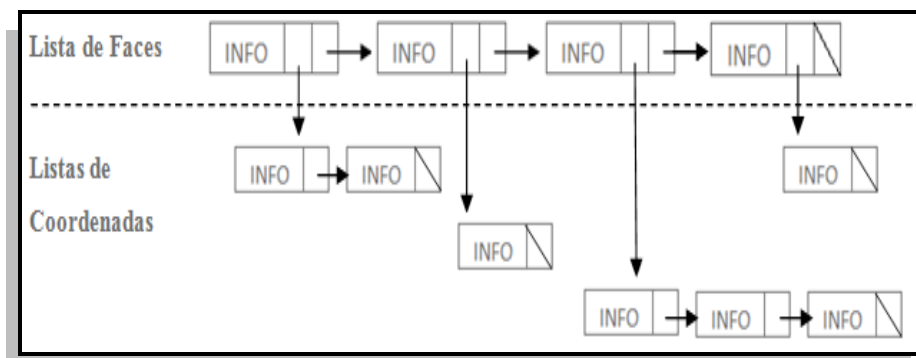 Lista de Faces
INFO INFO INFO INFO
Listas de
Coordenadas
INFO INFO INFO
INFO
INFO INFO INFO